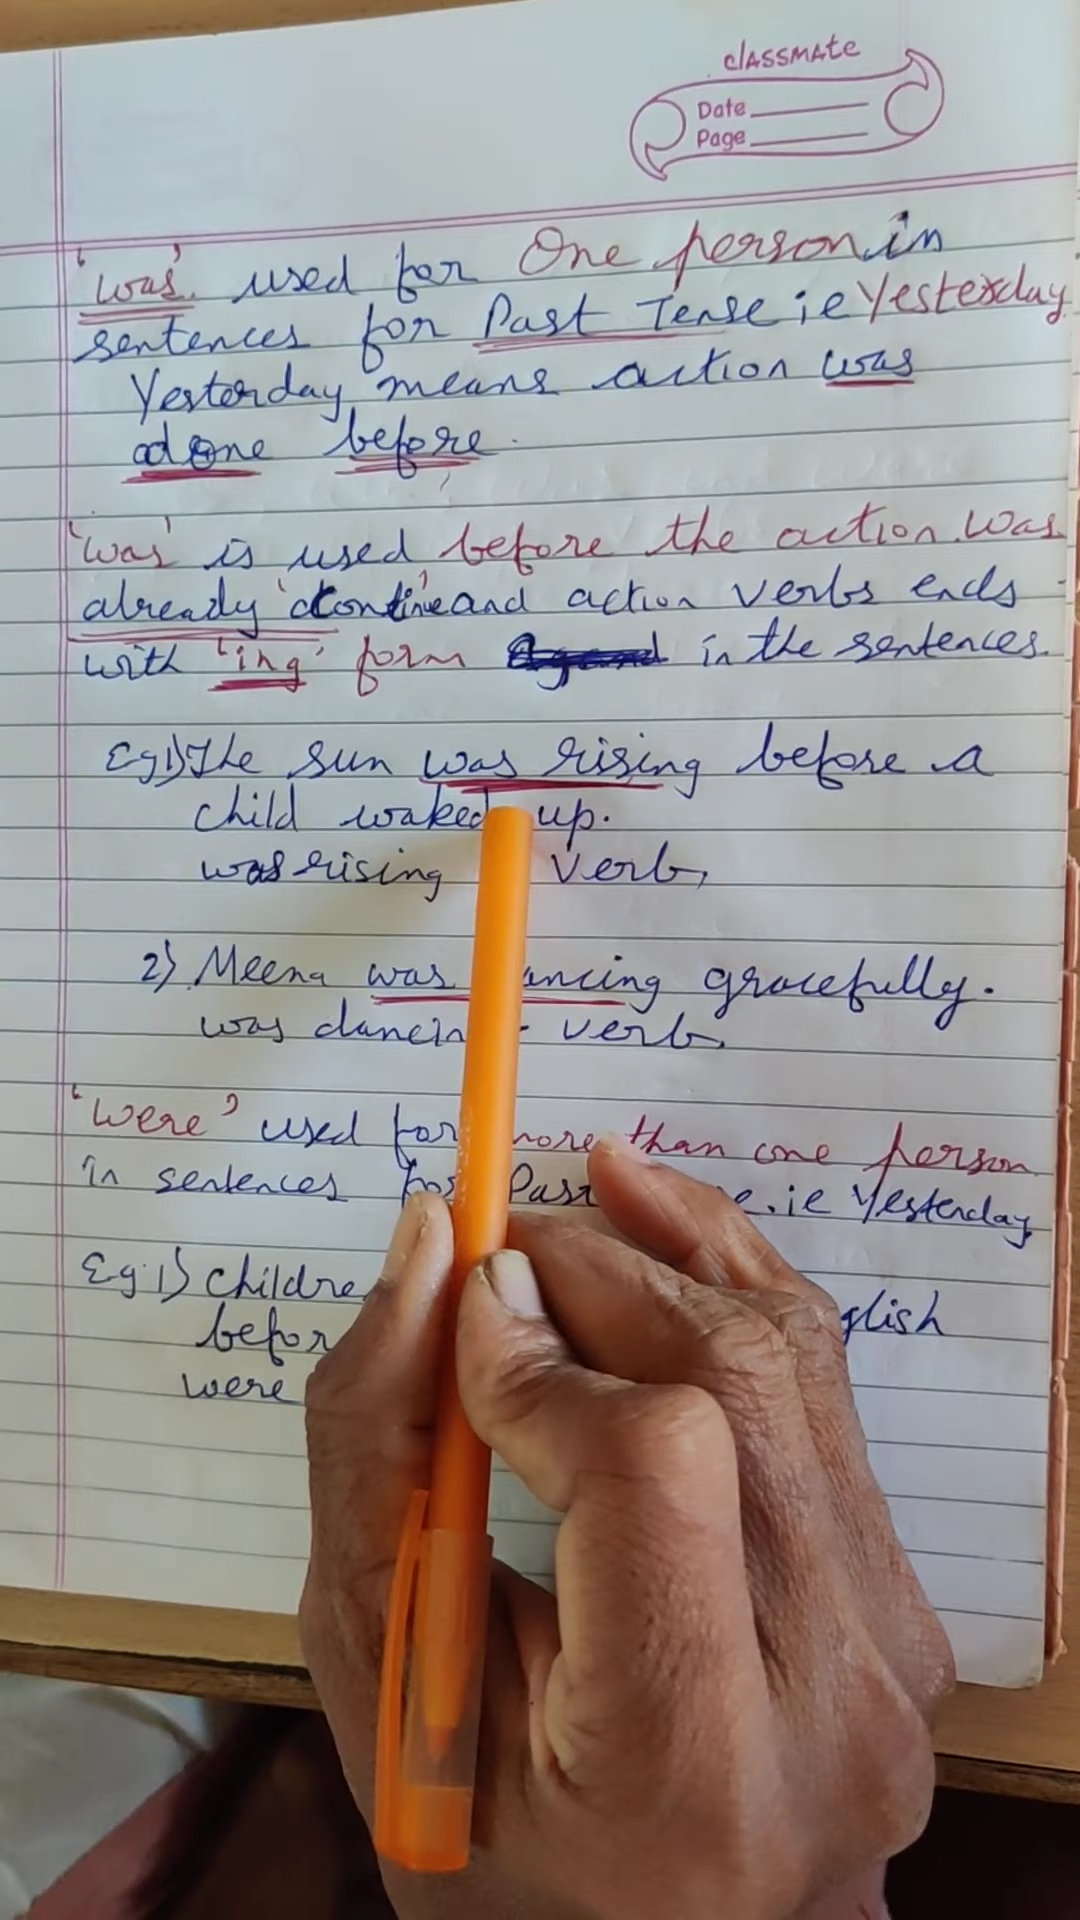 classmate
Date
Page
'was' used for One person in
sentences for Past Tense ie Yesterday
Yesterday means action was
done before.
'was' is used before the action was
already 'continue' and action verbs ends
with 'ing' form in the sentences.
Eg 1) The sun was rising before a
child waked up.
was rising verb,
2) Meena was gracefully.
was verb,
'were' used for more than one person
in sentences for Past ie Yesterday
Eg 1)
were